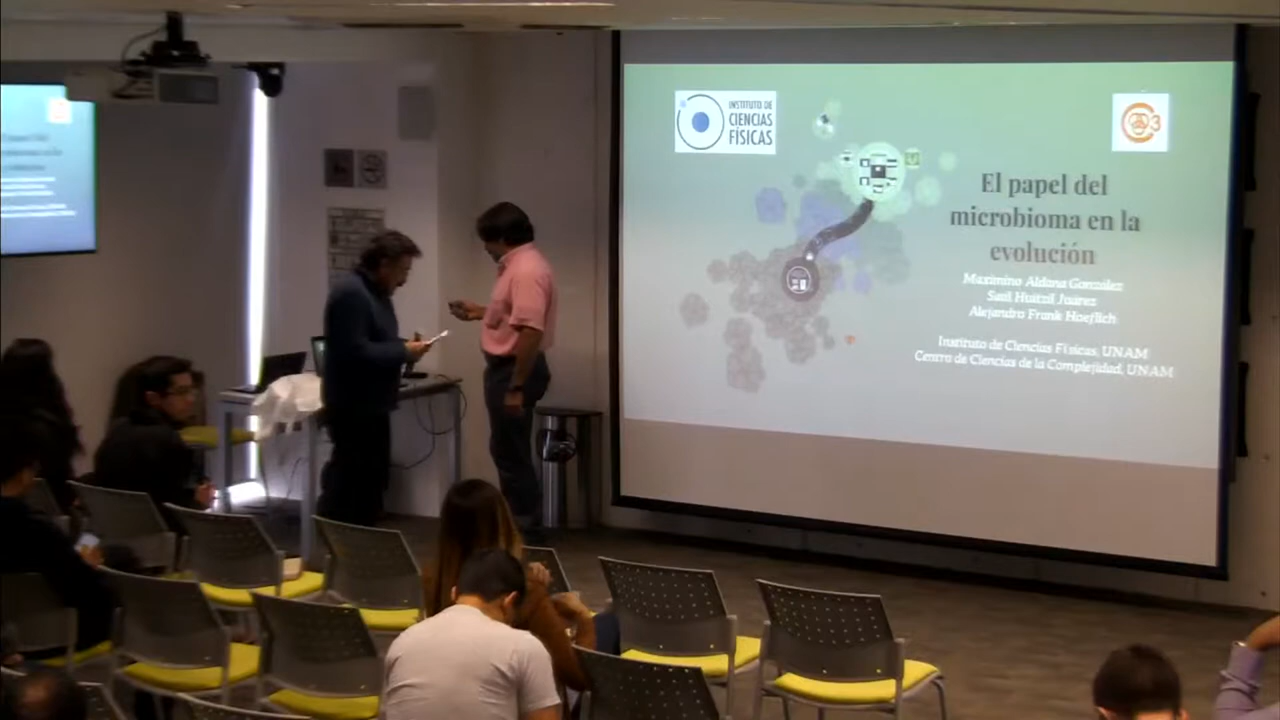 INSTITUTO DE
CIENCIAS
FÍSICAS
3
El papel del
microbioma en la
evolución
Maximino Aldana González
Saúl Huitzil Juárez
Alejandro Frank Hoeflich
Instituto de Ciencias Físicas, UNAM
Centro de Ciencias de la Complejidad, UNAM